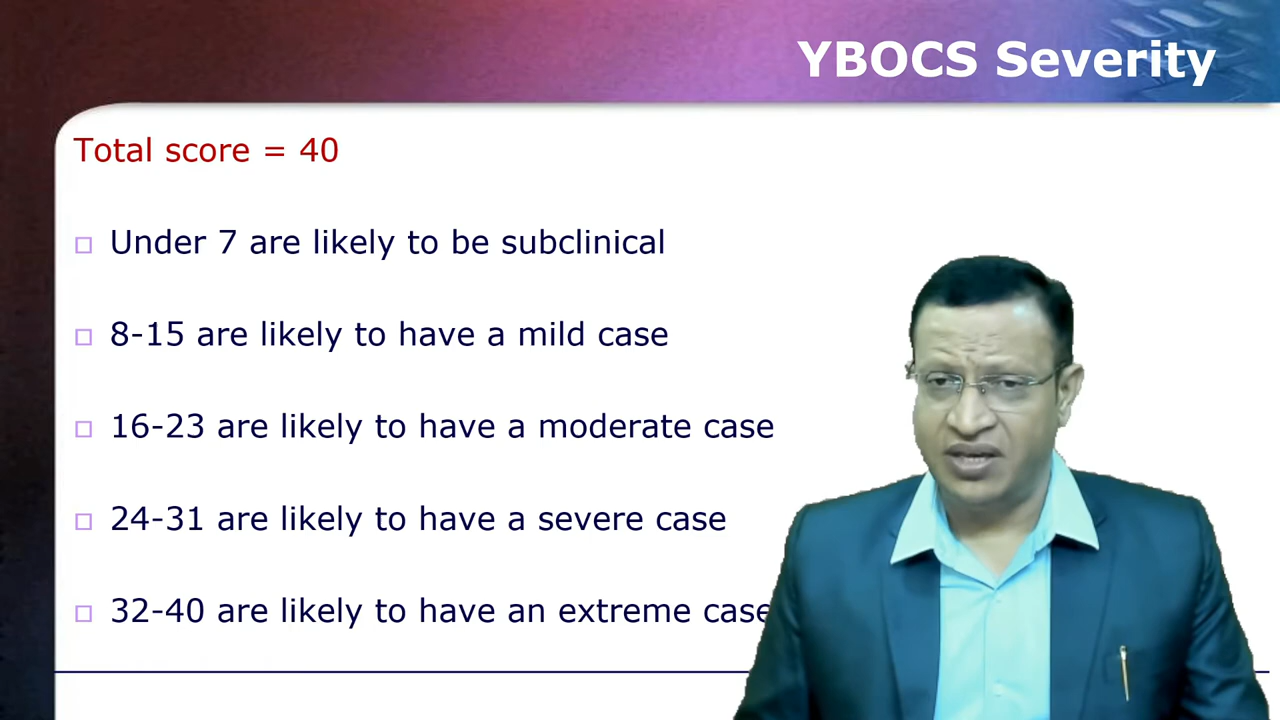 YBOCS Severity
Total score = 40
Under 7 are likely to be subclinical
8-15 are likely to have a mild case
16-23 are likely to have a moderate case
24-31 are likely to have a severe case
32-40 are likely to have an extreme case